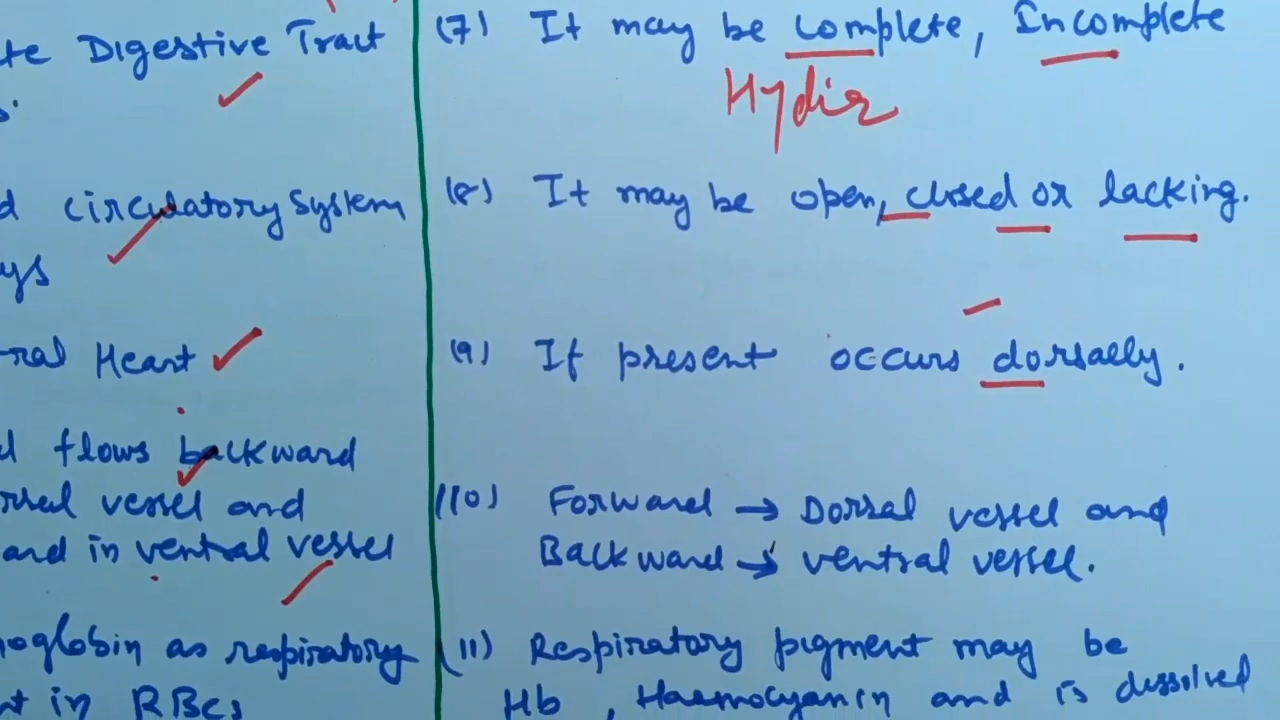 te Digestive Tract
d circulatory System
ys
ral Heart
d flows backward
rsal vessel and
ard in ventral vessel
moglobin as respiratory
nt in RBCs
(7) It may be complete, Incomplete
Hydra
(8) It may be open, closed or lacking.
(9) If present occurs dorsally.
(10) Forward → Dorsal vessel and
Backward → ventral vessel.
(11) Respiratory pigment may be
Hb, Haemocyanin and is dissolved